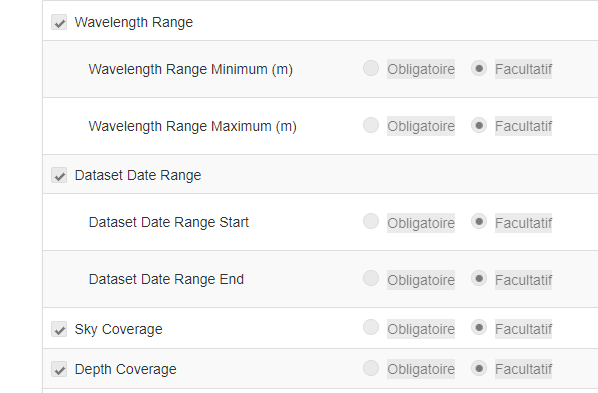 Wavelength Range
Wavelength Range Minimum (m) Obligatoire Facultatif
Wavelength Range Maximum (m) Obligatoire Facultatif
Dataset Date Range
Dataset Date Range Start Obligatoire Facultatif
Dataset Date Range End Obligatoire Facultatif
Sky Coverage Obligatoire Facultatif
Depth Coverage Obligatoire Facultatif